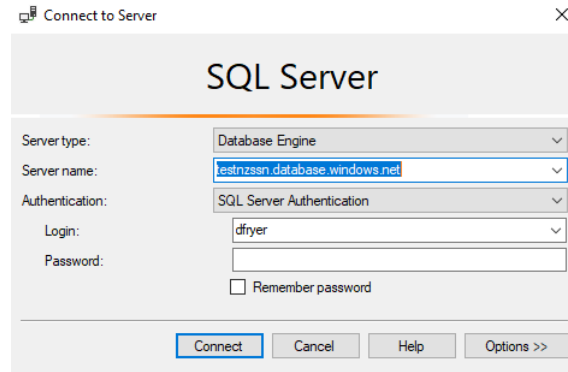 Connect to Server
SQL Server
Server type: Database Engine
Server name: testnzssn.database.windows.net
Authentication: SQL Server Authentication
Login: dfryer
Password:
Remember password
Connect Cancel Help Options >>